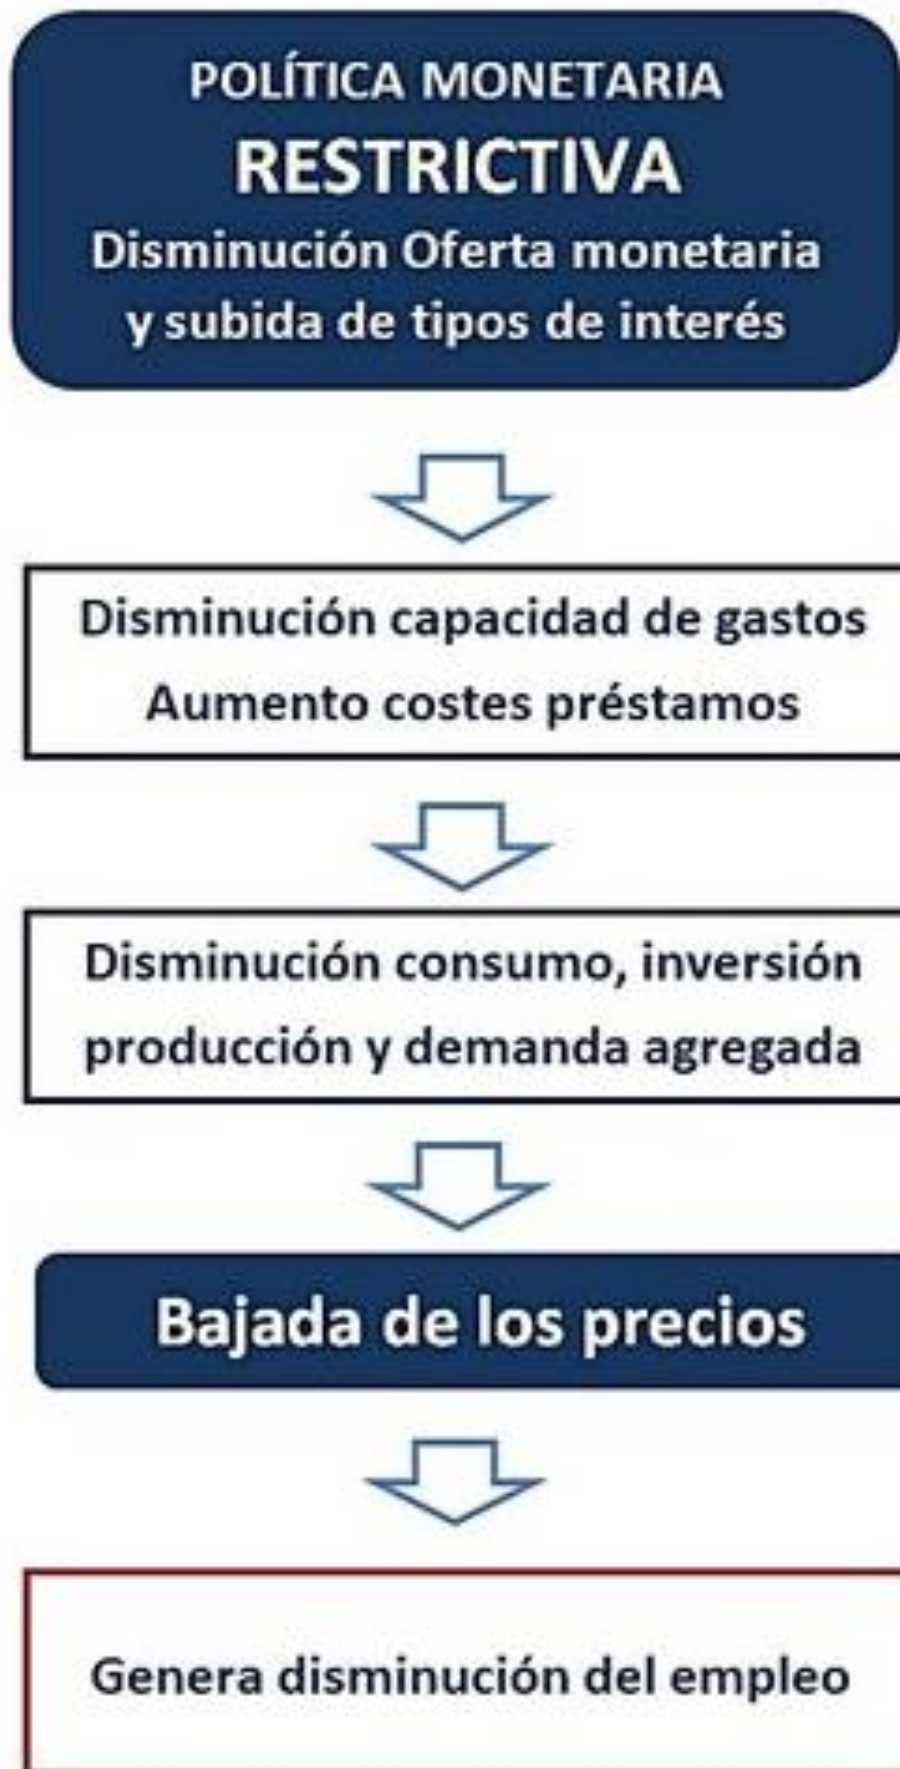 POLÍTICA MONETARIA
RESTRICTIVA
Disminución Oferta monetaria
y subida de tipos de interés
Disminución capacidad de gastos
Aumento costes préstamos
Disminución consumo, inversión
producción y demanda agregada
Bajada de los precios
Genera disminución del empleo